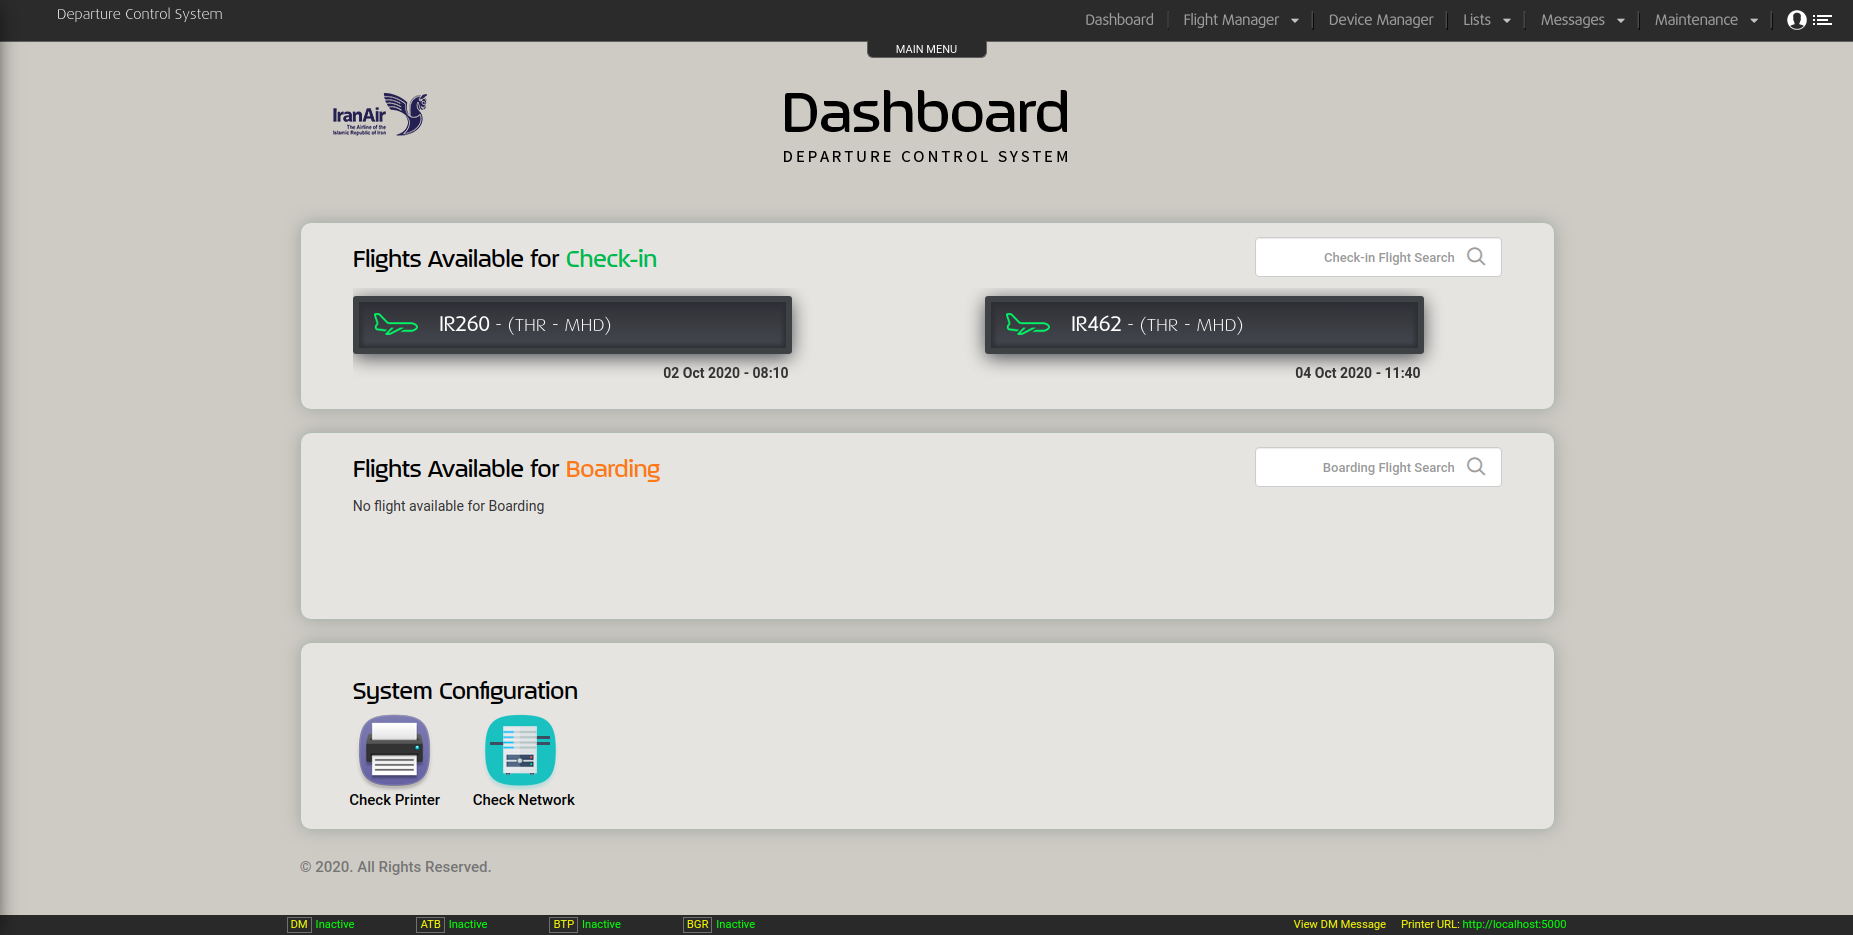 Departure Control System
Dashboard Flight Manager Device Manager Lists Messages Maintenance
MAIN MENU
IranAir
The Airline of the
Islamic Republic of Iran
Dashboard
DEPARTURE CONTROL SYSTEM
Flights Available for Check-in
Check-in Flight Search
IR260 - (THR - MHD)
02 Oct 2020 - 08:10
IR462 - (THR - MHD)
04 Oct 2020 - 11:40
Flights Available for Boarding
Boarding Flight Search
No flight available for Boarding
System Configuration
Check Printer
Check Network
© 2020. All Rights Reserved.
DM Inactive ATB Inactive BTP Inactive BGR Inactive View DM Message Printer URL: http://localhost:5000